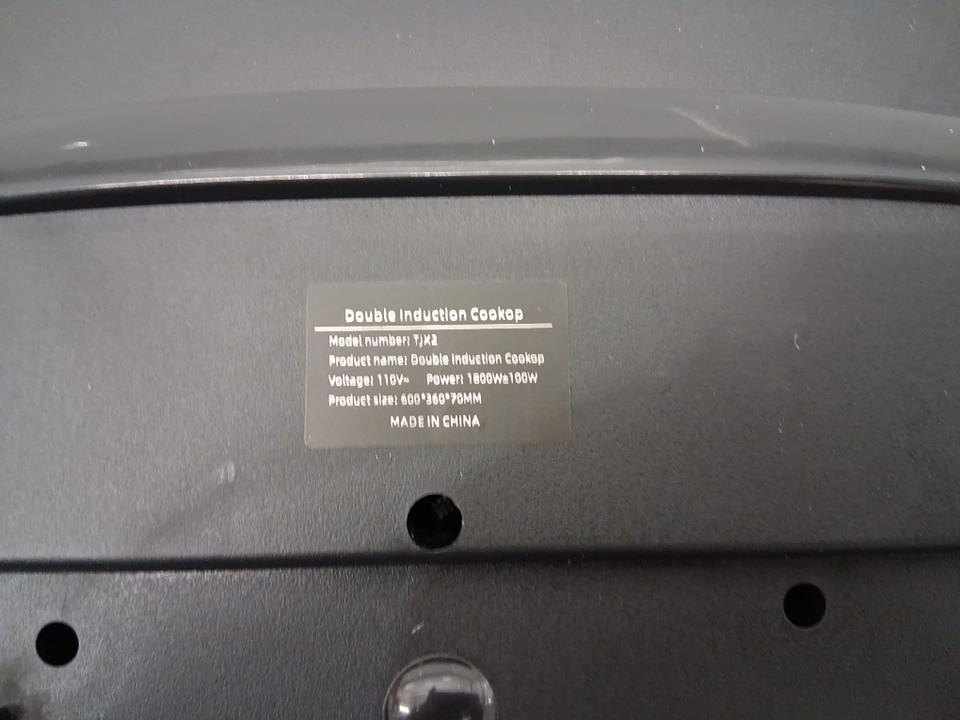 Double Induction Cookop
Model number: TJX2
Product name: Double Induction Cookop
Voltage: 110V~ Power: 1800W±100W
Product size: 600*360*70MM
MADE IN CHINA